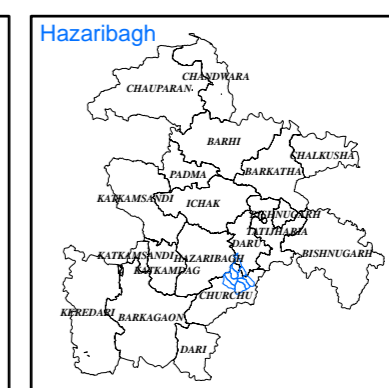 Hazaribagh
CHANDWARA
CHAUPARAN
BARHI
CHALKUSHA
PADMA
BARKATHA
KATKAMSANDI
ICHAK
BISHNUGARH
TATIJHARIA
DARU
BISHNUGARH
KATKAMSANDI
HAZARIBAGH
KATKAMDAG
CHURCHU
KEREDARI
BARKAGAON
DARI